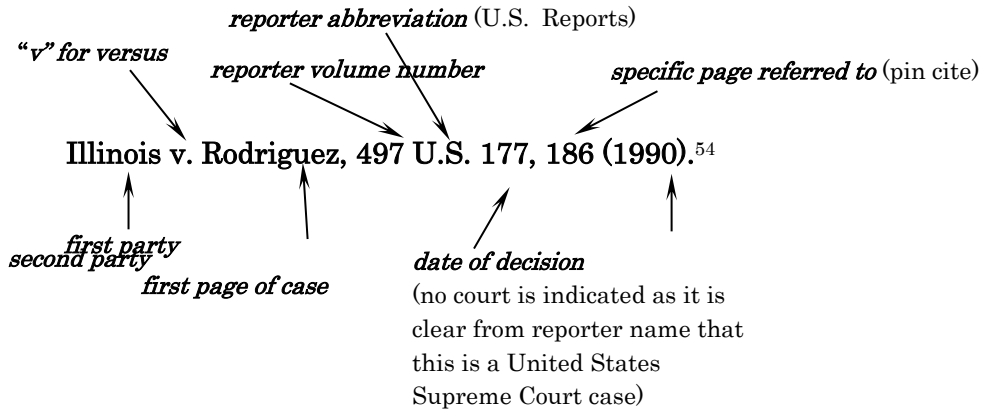 reporter abbreviation (U.S. Reports)
“v” for versus
reporter volume number
specific page referred to (pin cite)
Illinois v. Rodriguez, 497 U.S. 177, 186 (1990).54
first party
second party
first page of case
date of decision
(no court is indicated as it is
clear from reporter name that
this is a United States
Supreme Court case)